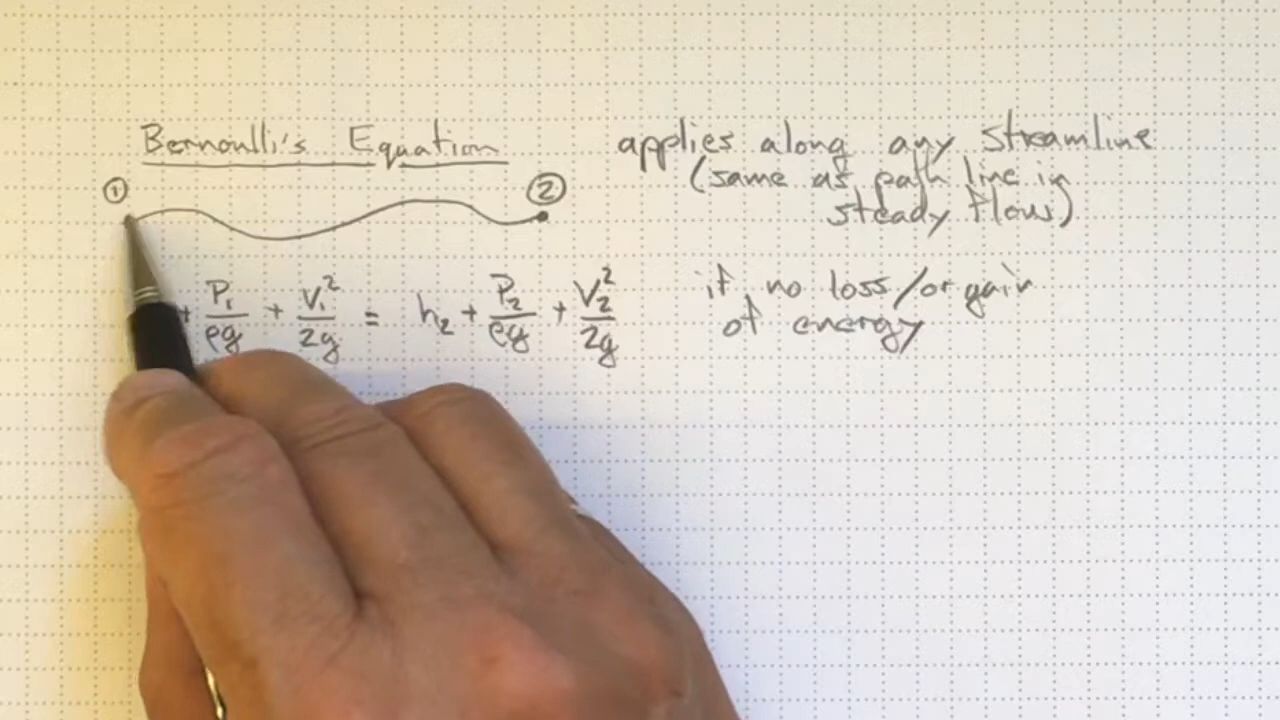 Bernoulli's Equation
applies along any streamline
(same as path line in
steady flow)
① ②
+ P₁/ρg + V₁²/2g = h₂ + P₂/ρg + V₂²/2g
if no loss/or gain
of energy